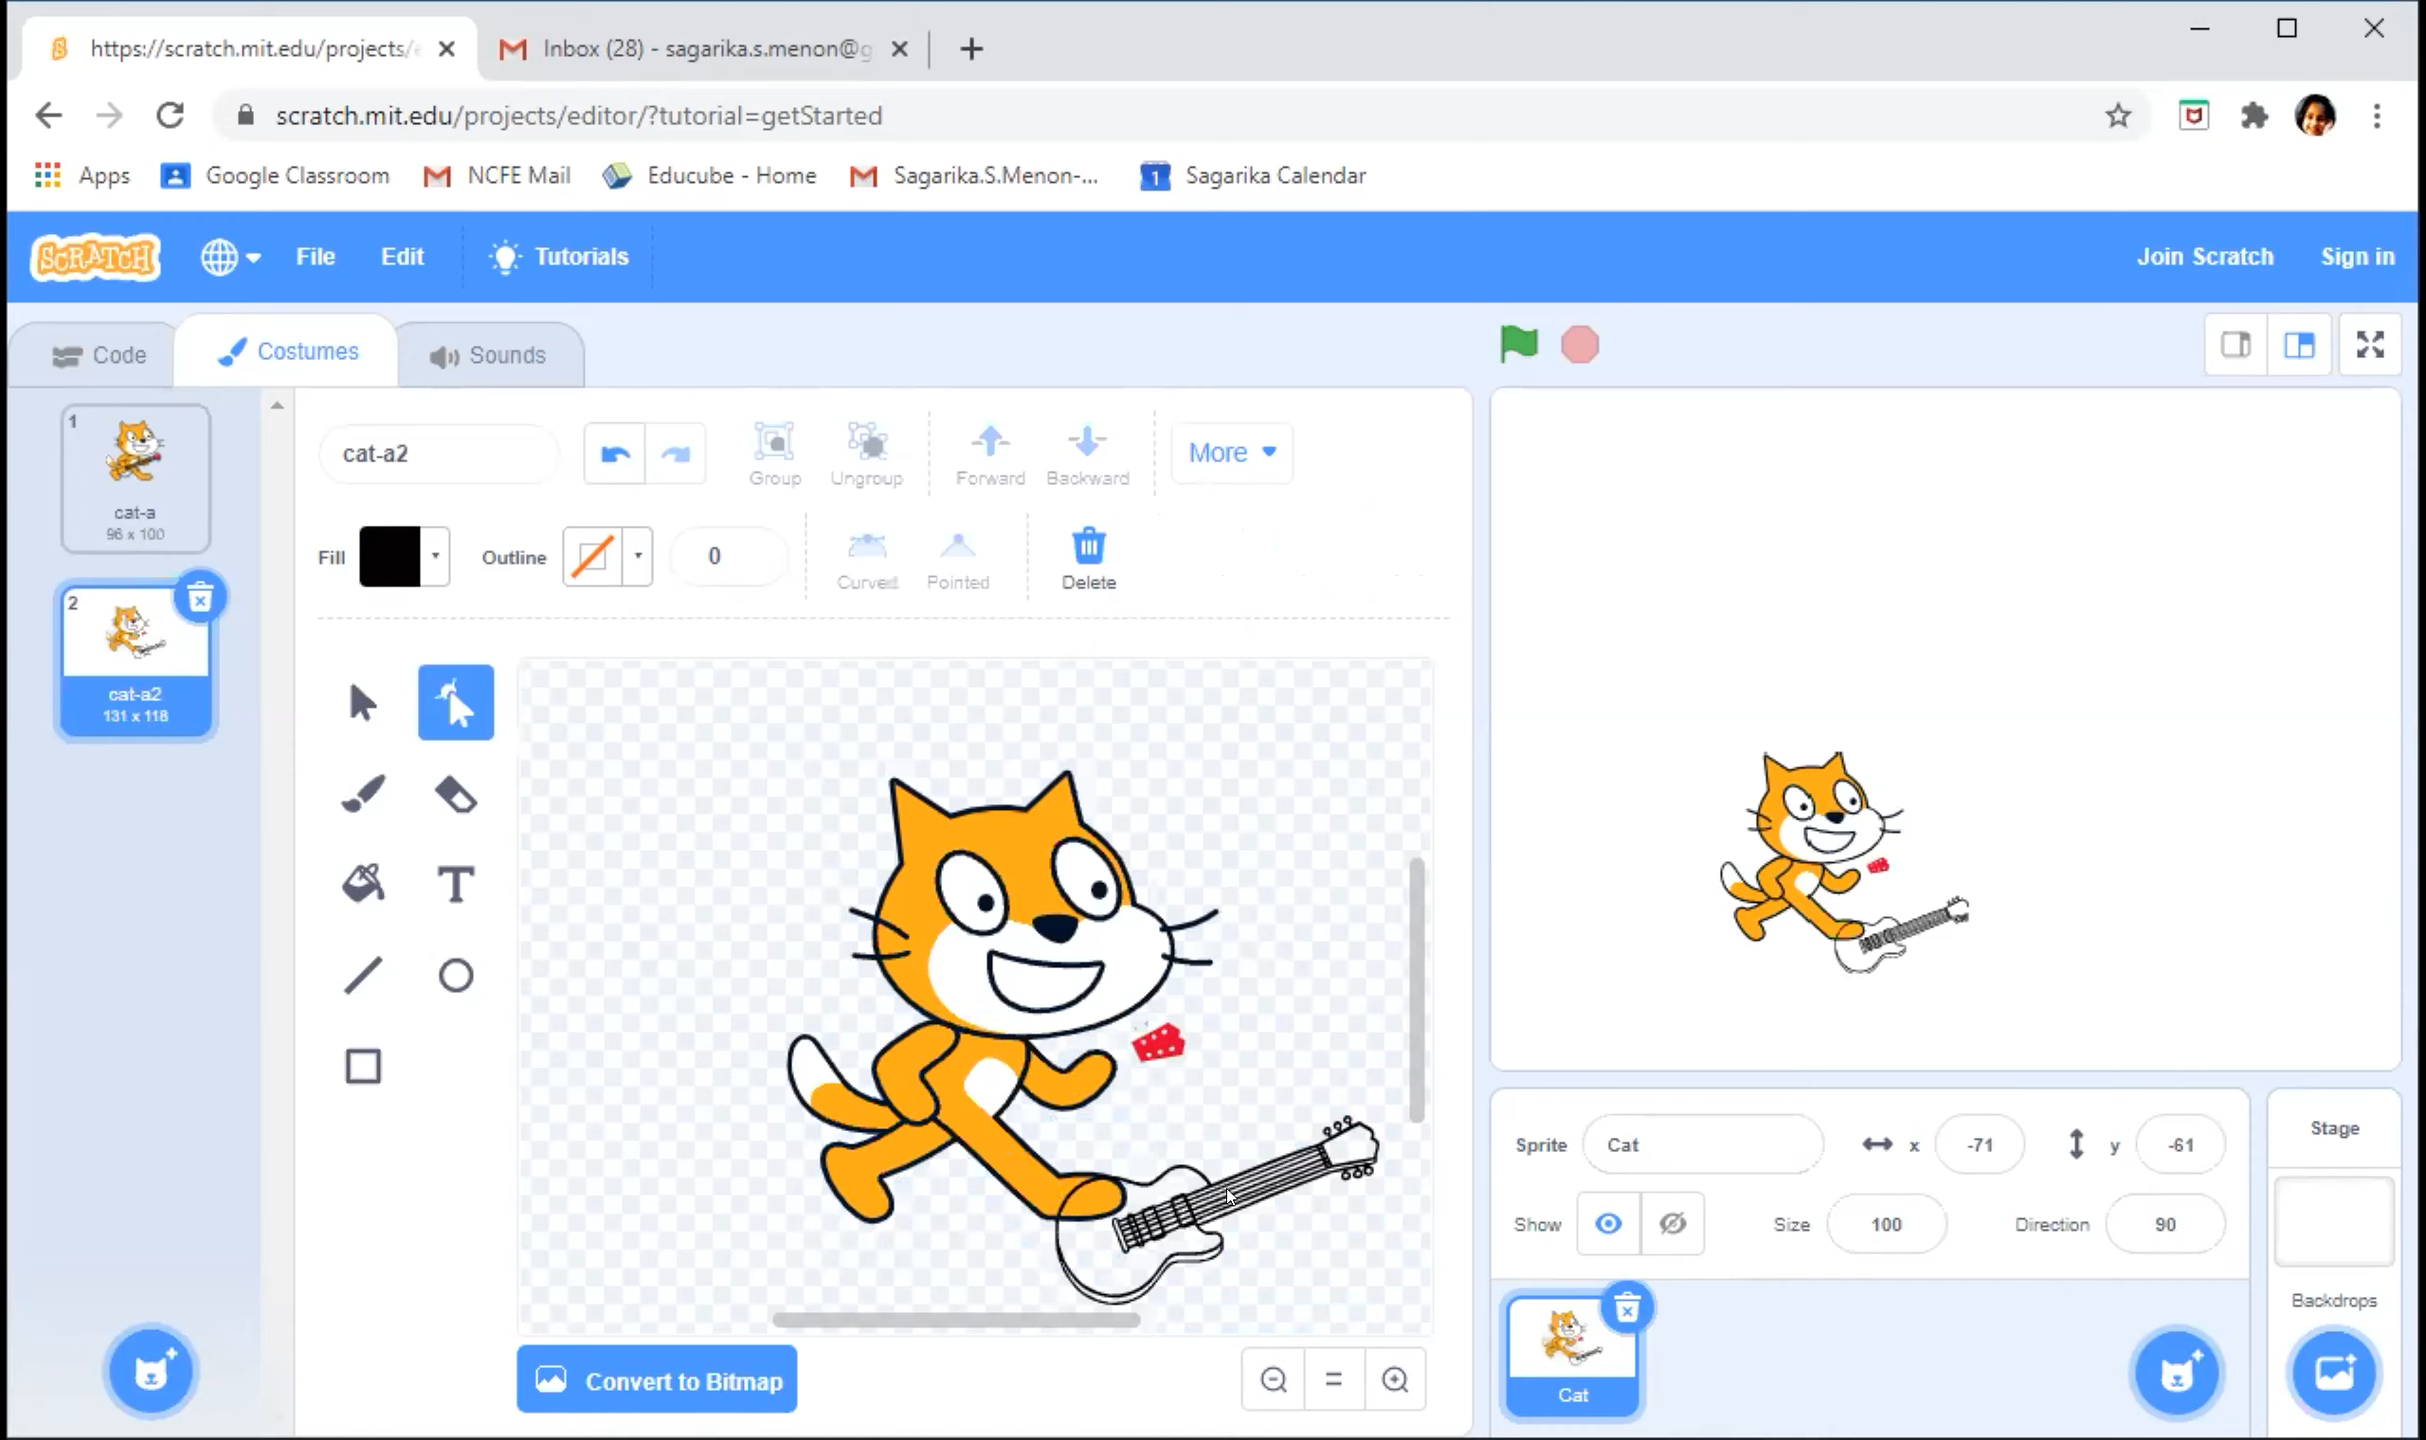 https://scratch.mit.edu/projects/
Inbox (28) - sagarika.s.menon@g
scratch.mit.edu/projects/editor/?tutorial=getStarted
Apps
Google Classroom
NCFE Mail
Educube - Home
Sagarika.S.Menon-...
1
Sagarika Calendar
SCRATCH
File
Edit
Tutorials
Join Scratch
Sign in
Code
Costumes
Sounds
1
cat-a
96 x 100
2
cat-a2
131 x 118
cat-a2
Group
Ungroup
Forward
Backward
More
Fill
Outline
0
Curved
Pointed
Delete
T
Convert to Bitmap
Sprite
Cat
x
-71
y
-61
Show
Size
100
Direction
90
Cat
Stage
Backdrops